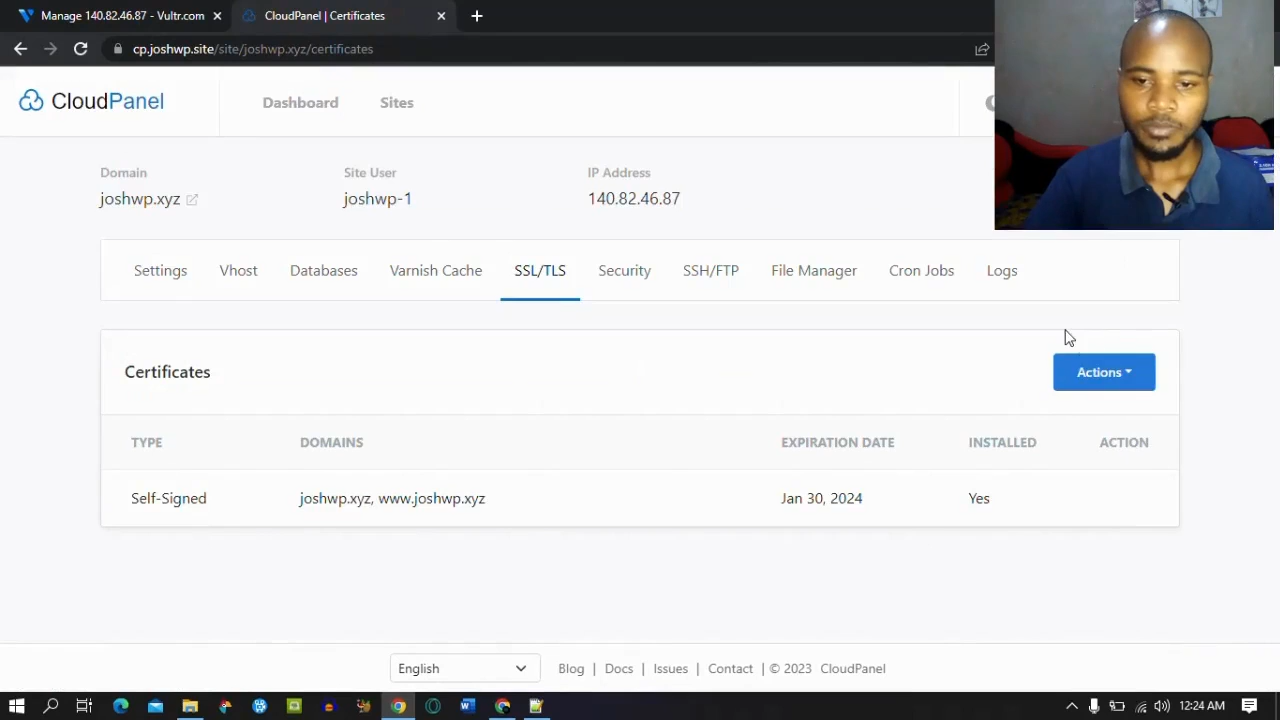 Manage 140.82.46.87 - Vultr.com
CloudPanel | Certificates
cp.joshwp.site/site/joshwp.xyz/certificates
CloudPanel
Dashboard
Sites
Domain
Site User
IP Address
joshwp.xyz
joshwp-1
140.82.46.87
Settings
Vhost
Databases
Varnish Cache
SSL/TLS
Security
SSH/FTP
File Manager
Cron Jobs
Logs
Certificates
Actions
TYPE
DOMAINS
EXPIRATION DATE
INSTALLED
ACTION
Self-Signed
joshwp.xyz, www.joshwp.xyz
Jan 30, 2024
Yes
English
Blog | Docs | Issues | Contact | © 2023 CloudPanel
12:24 AM